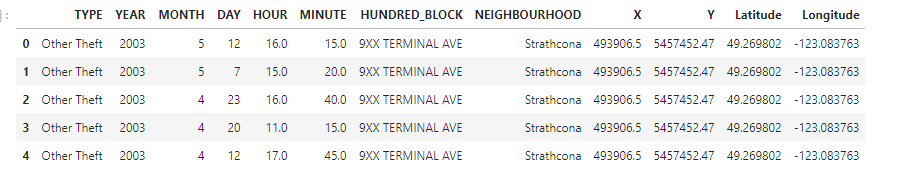 TYPE YEAR MONTH DAY HOUR MINUTE HUNDRED_BLOCK NEIGHBOURHOOD X Y Latitude Longitude
0 Other Theft 2003 5 12 16.0 15.0 9XX TERMINAL AVE Strathcona 493906.5 5457452.47 49.269802 -123.083763
1 Other Theft 2003 5 7 15.0 20.0 9XX TERMINAL AVE Strathcona 493906.5 5457452.47 49.269802 -123.083763
2 Other Theft 2003 4 23 16.0 40.0 9XX TERMINAL AVE Strathcona 493906.5 5457452.47 49.269802 -123.083763
3 Other Theft 2003 4 20 11.0 15.0 9XX TERMINAL AVE Strathcona 493906.5 5457452.47 49.269802 -123.083763
4 Other Theft 2003 4 12 17.0 45.0 9XX TERMINAL AVE Strathcona 493906.5 5457452.47 49.269802 -123.083763